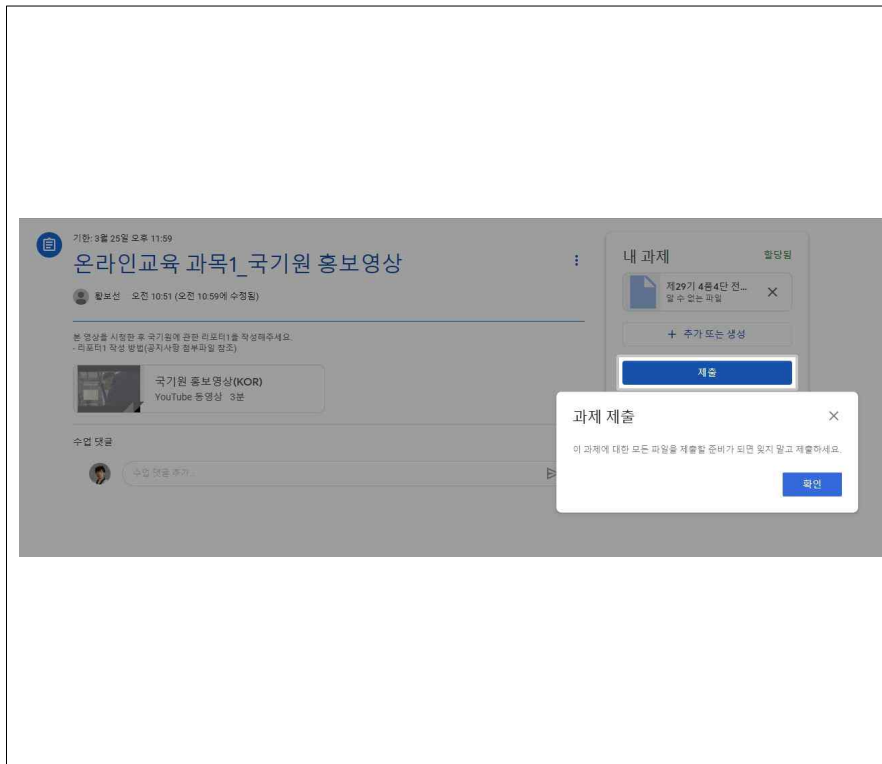 기한: 3월 25일 오후 11:59
온라인교육 과목1_국기원 홍보영상
황보선 오전 10:51 (오전 10:59에 수정됨)
본 영상을 시청한 후 국기원에 관한 리포터1을 작성해주세요.
- 리포터1 작성 방법(공지사항 첨부파일 참조)
국기원 홍보영상(KOR)
YouTube 동영상 3분
수업 댓글
수업 댓글 추가...
내 과제
할당됨
제29기 4품4단 전...
알 수 없는 파일
+ 추가 또는 생성
제출
과제 제출
이 과제에 대한 모든 파일을 제출할 준비가 되면 잊지 말고 제출하세요.
확인